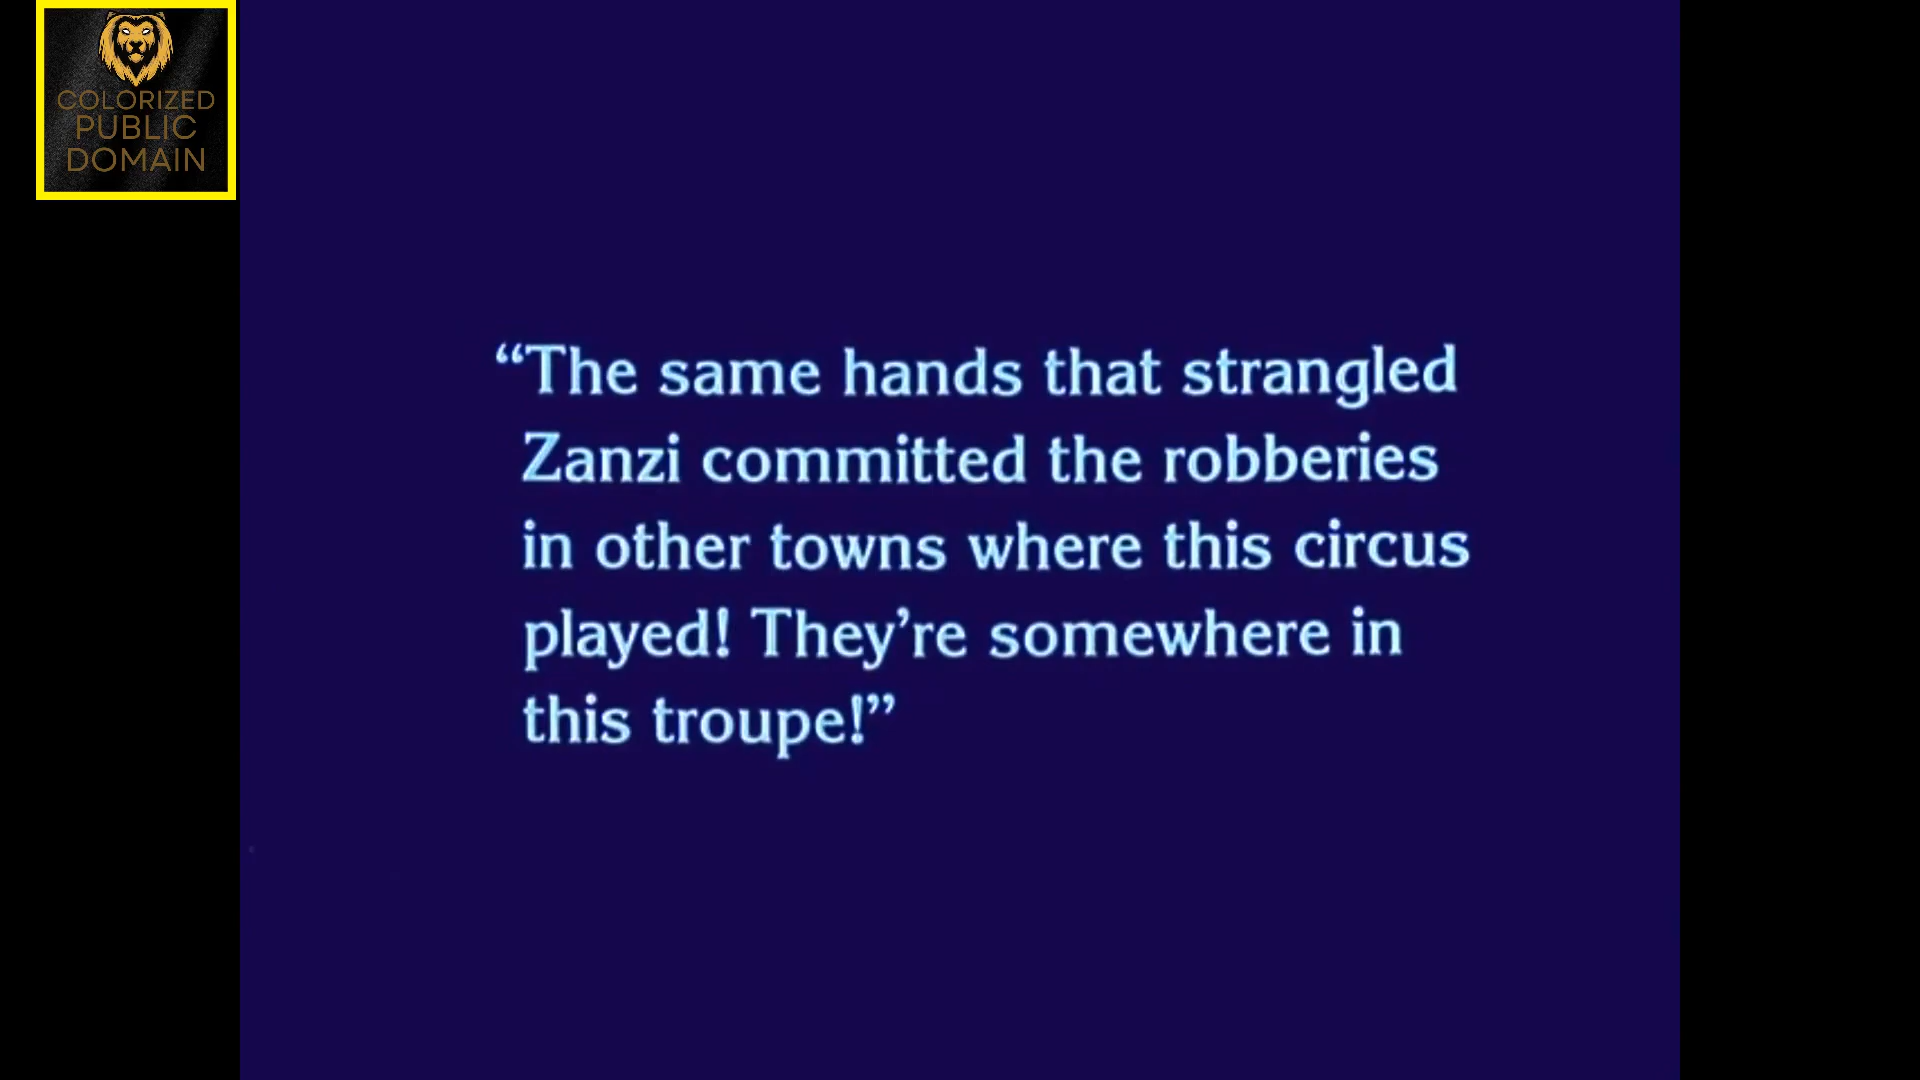 COLORIZED
PUBLIC
DOMAIN
“The same hands that strangled
Zanzi committed the robberies
in other towns where this circus
played! They’re somewhere in
this troupe!”